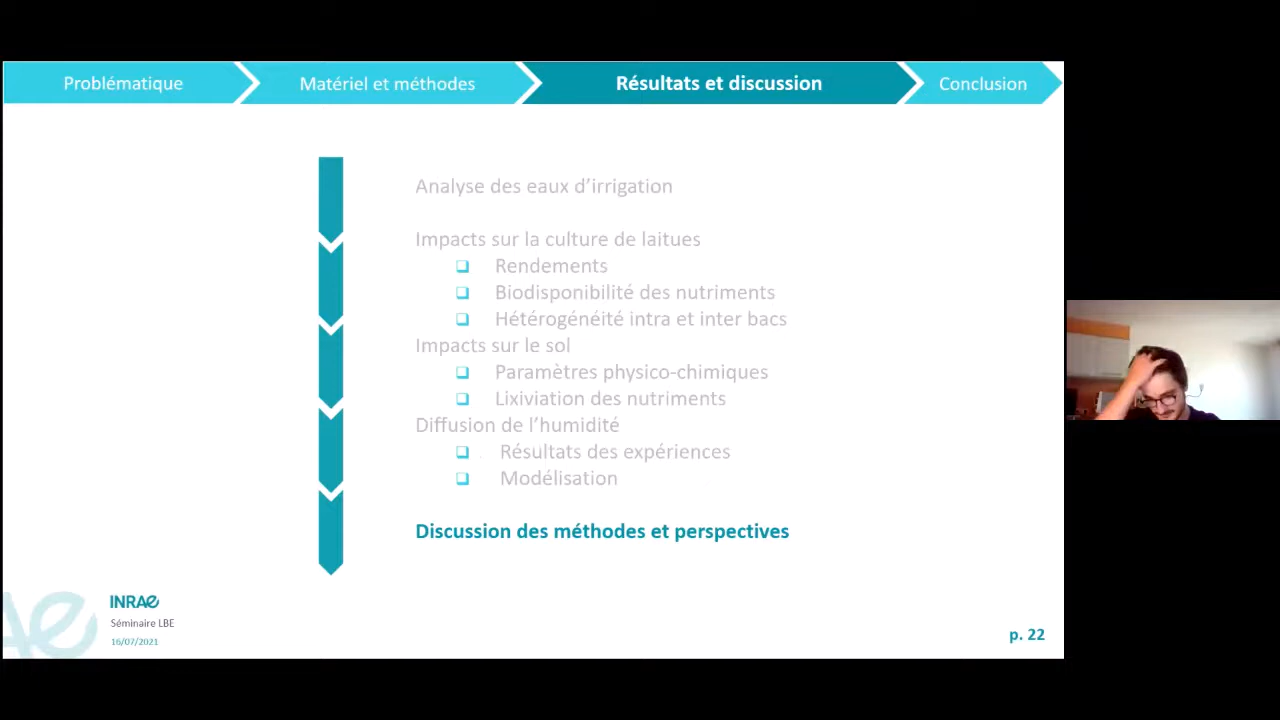 Problématique
Matériel et méthodes
Résultats et discussion
Conclusion
Analyse des eaux d’irrigation
Impacts sur la culture de laitues
Rendements
Biodisponibilité des nutriments
Hétérogénéité intra et inter bacs
Impacts sur le sol
Paramètres physico-chimiques
Lixiviation des nutriments
Diffusion de l’humidité
Résultats des expériences
Modélisation
Discussion des méthodes et perspectives
INRAE
Séminaire LBE
16/07/2021
p. 22